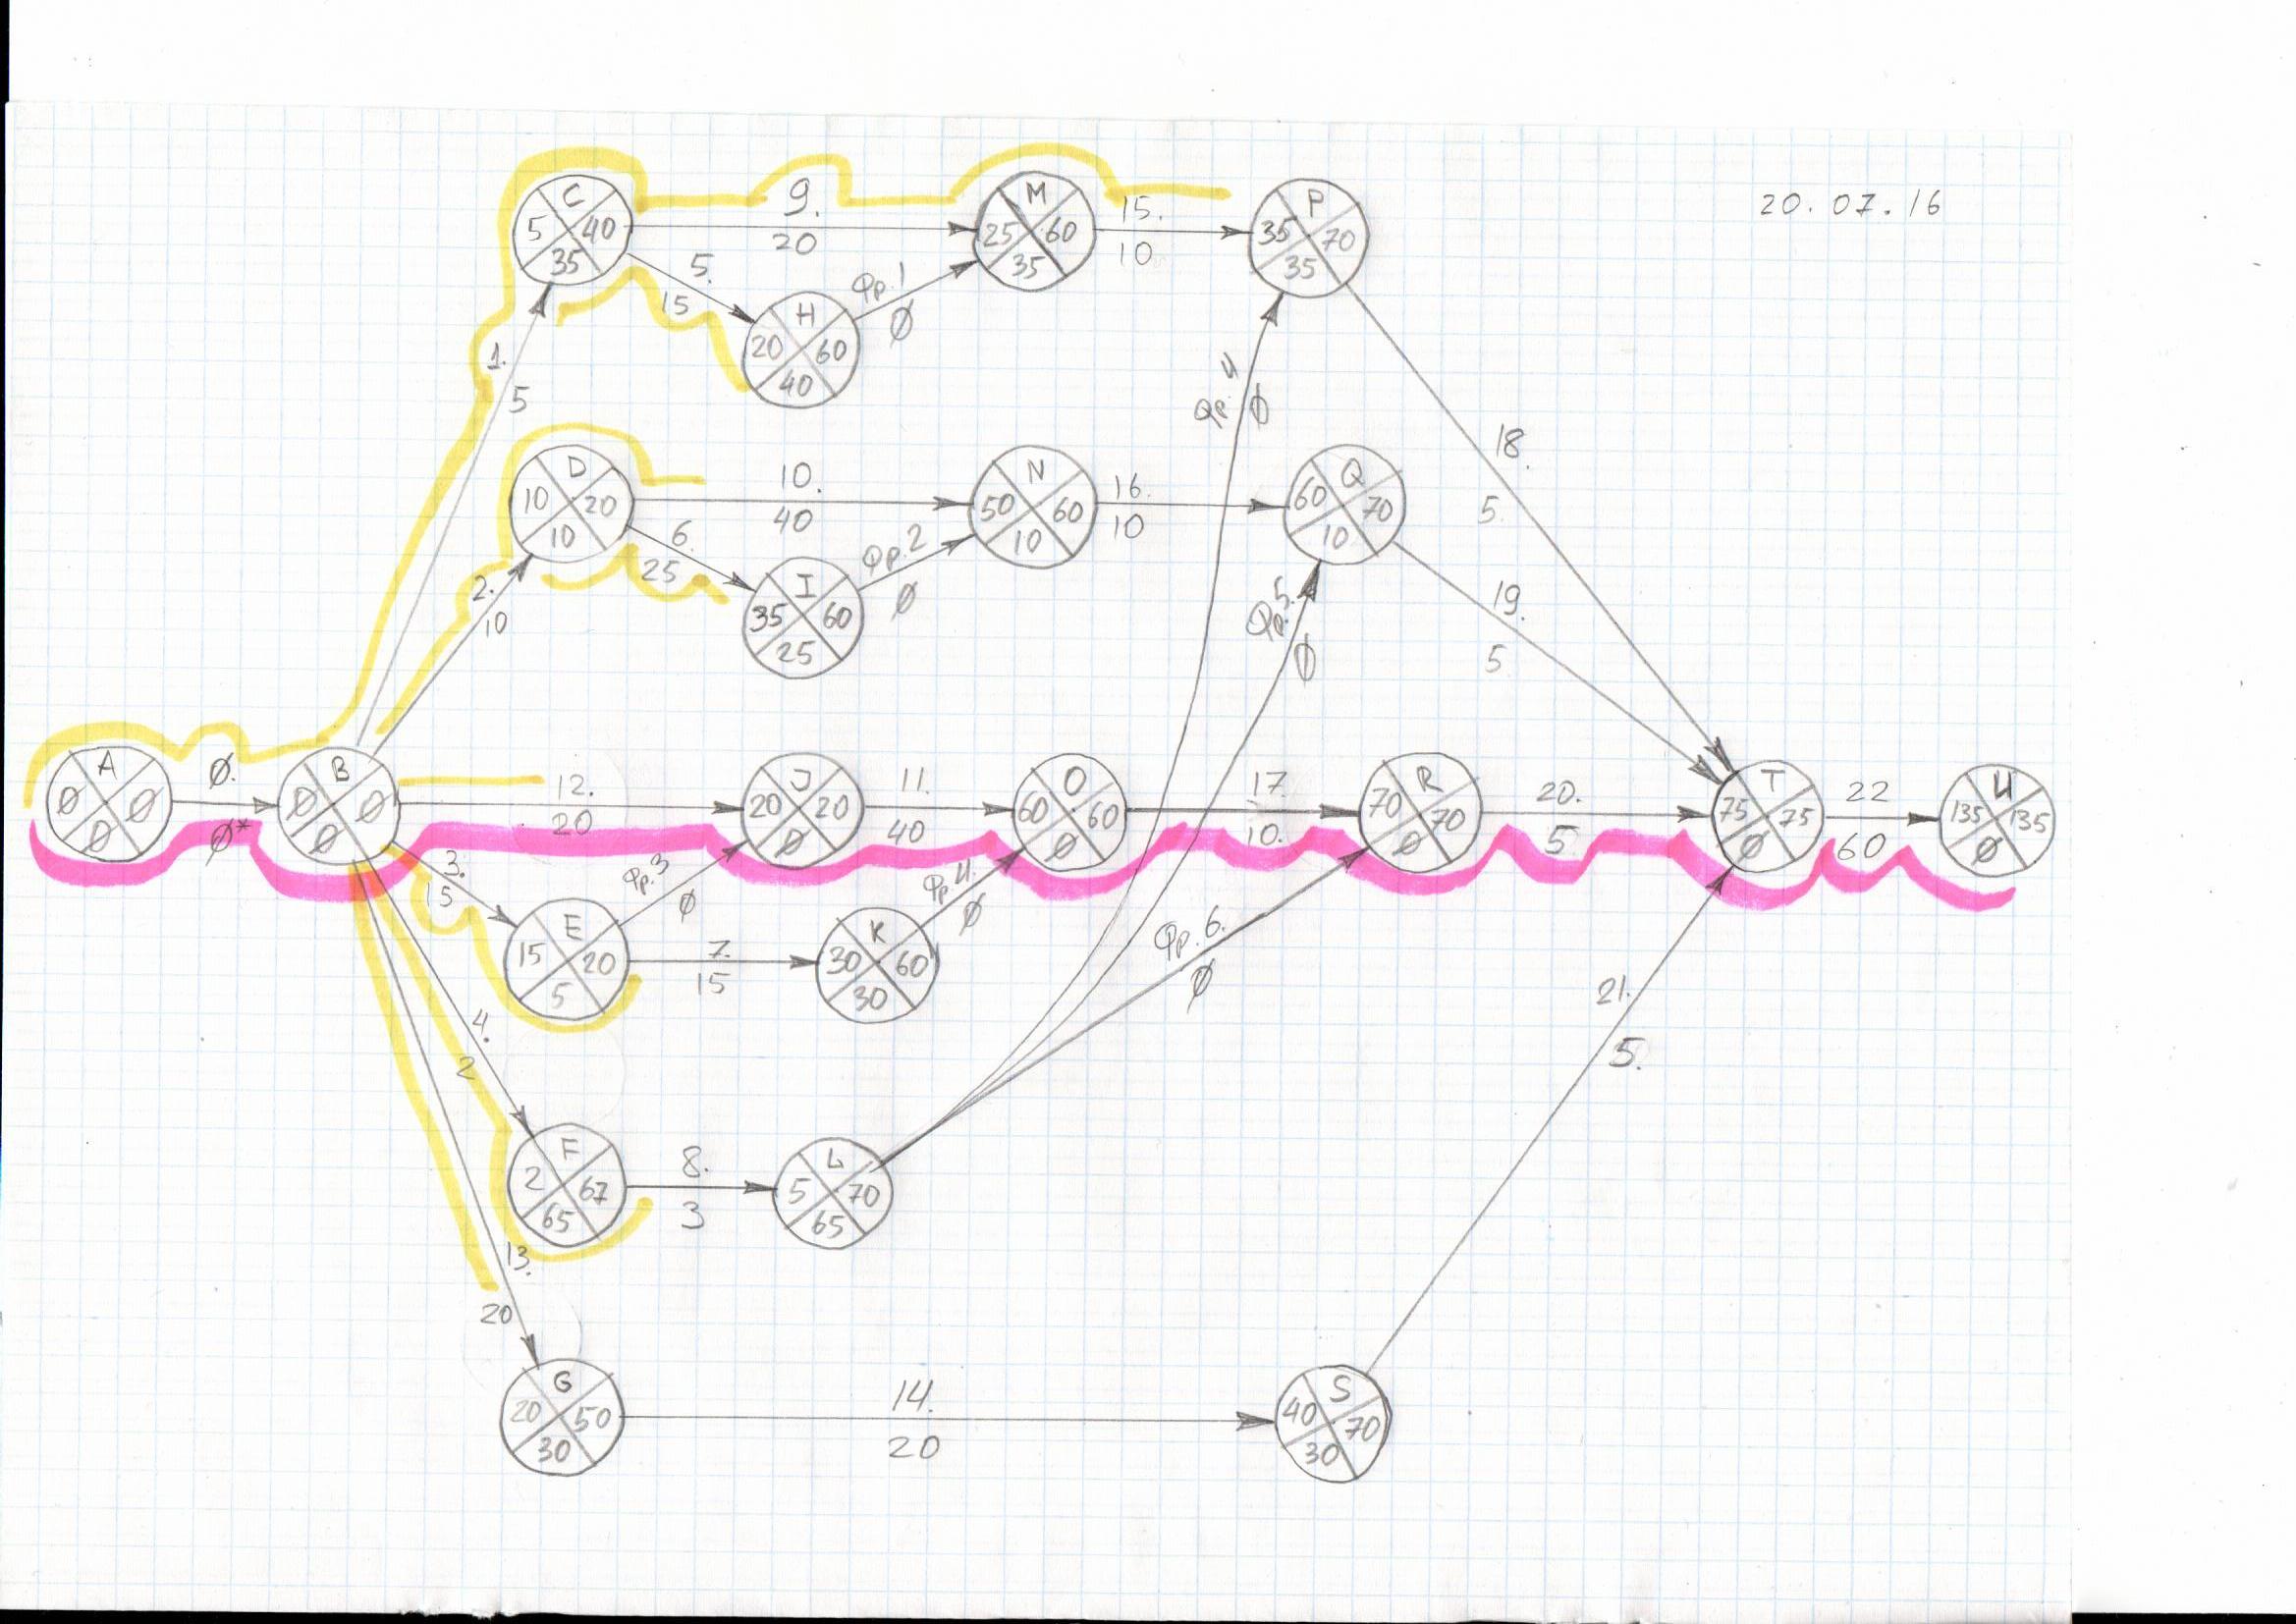 20.07.16
C
5 40
35
9.
20
M
25 60
35
15.
10
P
35 70
35
5.
15
H
20 60
40
Фр.1
Ø
1.
5
4
Ø
18.
5.
D
10 20
10
10.
40
N
50 60
10
16.
10
Q
60 70
10
6.
25
I
35 60
25
Фр.2
Ø
2.
10
5.
Ø
19.
5
A
Ø Ø
Ø
Ø.
Ø*
B
Ø Ø
Ø
12.
20
J
20 20
Ø
11.
40
O
60 60
Ø
17.
10.
R
70 70
Ø
20.
5
T
75 75
Ø
22
60
U
135 135
Ø
3.
15
Фр.3
Ø
Фр.4.
Ø
E
15 20
5
7.
15
K
30 60
30
Фр.6.
Ø
21.
5.
4.
2
F
2 67
65
8.
3
L
5 70
65
13.
20
G
20 50
30
14.
20
S
40 70
30